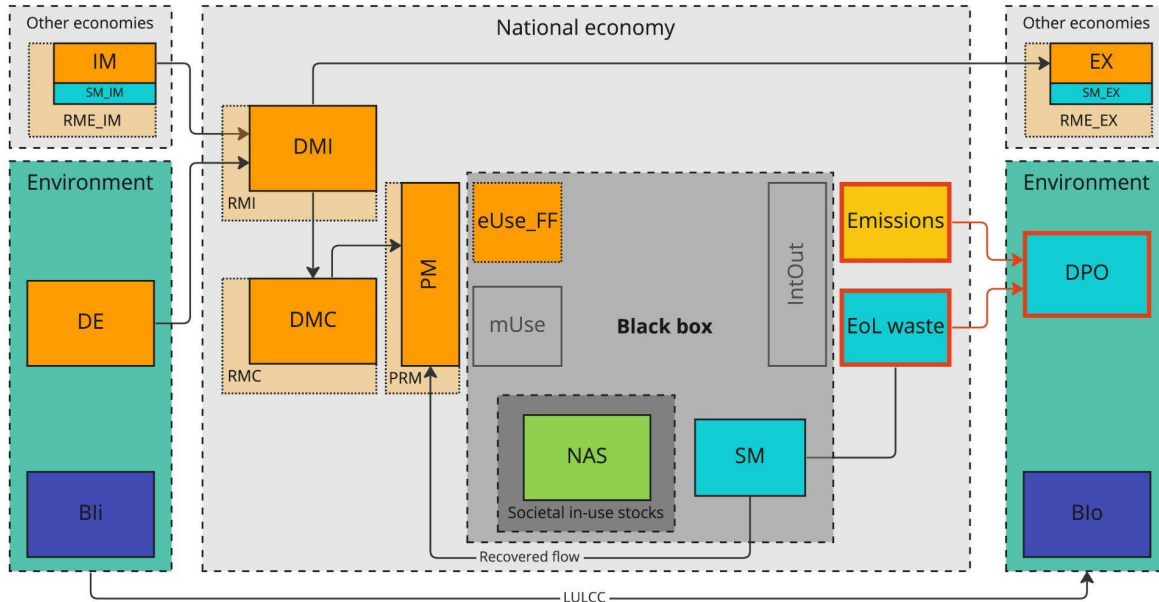 Other economies
IM
SM_IM
RME_IM
National economy
Other economies
EX
SM_EX
RME_EX
DMI
RMI
Environment
DE
BIi
DMC
RMC
PM
PRM
eUse_FF
mUse
Black box
IntOut
NAS
Societal in-use stocks
SM
Recovered flow
Emissions
EoL waste
Environment
DPO
BIo
LULCC